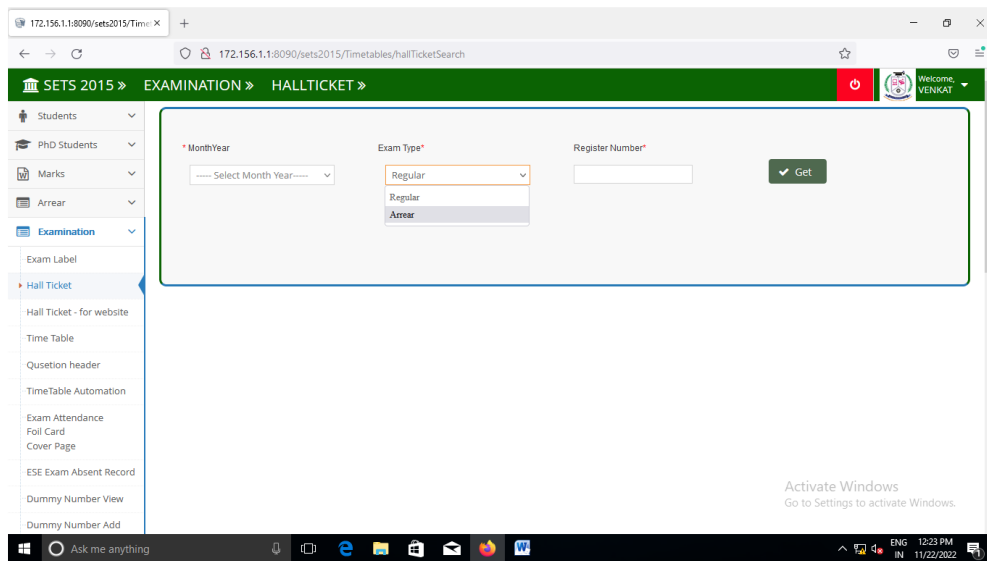 172.156.1.1:8090/sets2015/Time
172.156.1.1:8090/sets2015/Timetables/hallTicketSearch
SETS 2015 » EXAMINATION » HALLTICKET »
Welcome,
VENKAT
Students
PhD Students
Marks
Arrear
Examination
Exam Label
Hall Ticket
Hall Ticket - for website
Time Table
Qusetion header
TimeTable Automation
Exam Attendance
Foil Card
Cover Page
ESE Exam Absent Record
Dummy Number View
Dummy Number Add
* MonthYear
----- Select Month Year-----
Exam Type*
Regular
Regular
Arrear
Register Number*
Get
Activate Windows
Go to Settings to activate Windows.
Ask me anything
ENG
IN
12:23 PM
11/22/2022